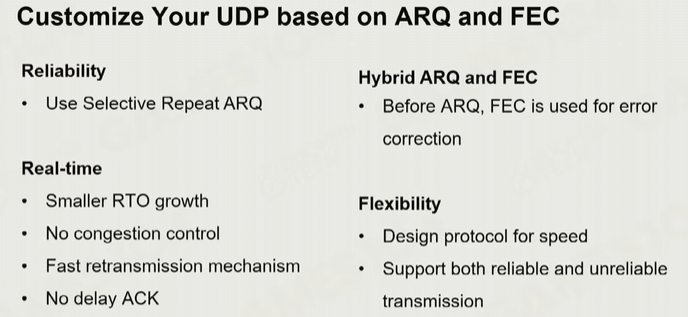 Customize Your UDP based on ARQ and FEC
Reliability
• Use Selective Repeat ARQ
Real-time
• Smaller RTO growth
• No congestion control
• Fast retransmission mechanism
• No delay ACK
Hybrid ARQ and FEC
• Before ARQ, FEC is used for error
correction
Flexibility
• Design protocol for speed
• Support both reliable and unreliable
transmission